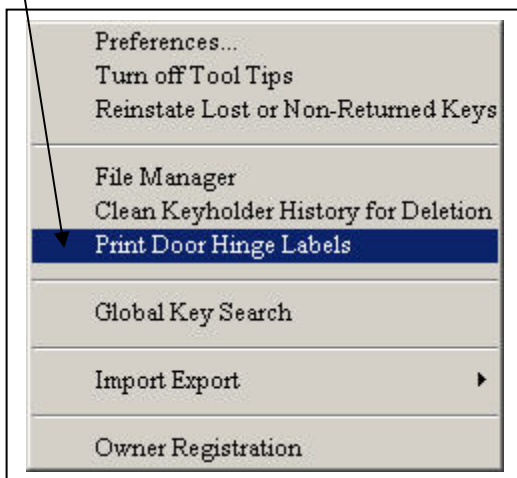 Preferences...
Turn off Tool Tips
Reinstate Lost or Non-Returned Keys
File Manager
Clean Keyholder History for Deletion
Print Door Hinge Labels
Global Key Search
Import Export
Owner Registration